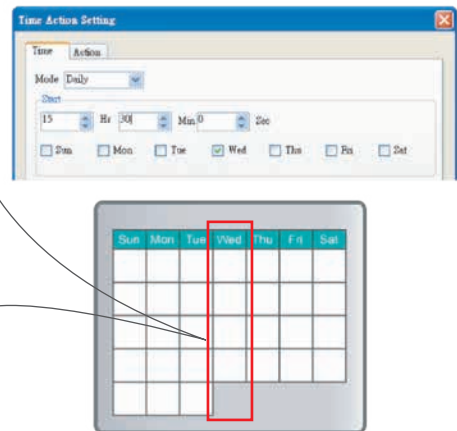 Time Action Setting
Time Action
Mode Daily
Start
15 Hr 30 Min 0 Sec
Sun Mon Tue Wed Thu Fri Sat
Sun Mon Tue Wed Thu Fri Sat